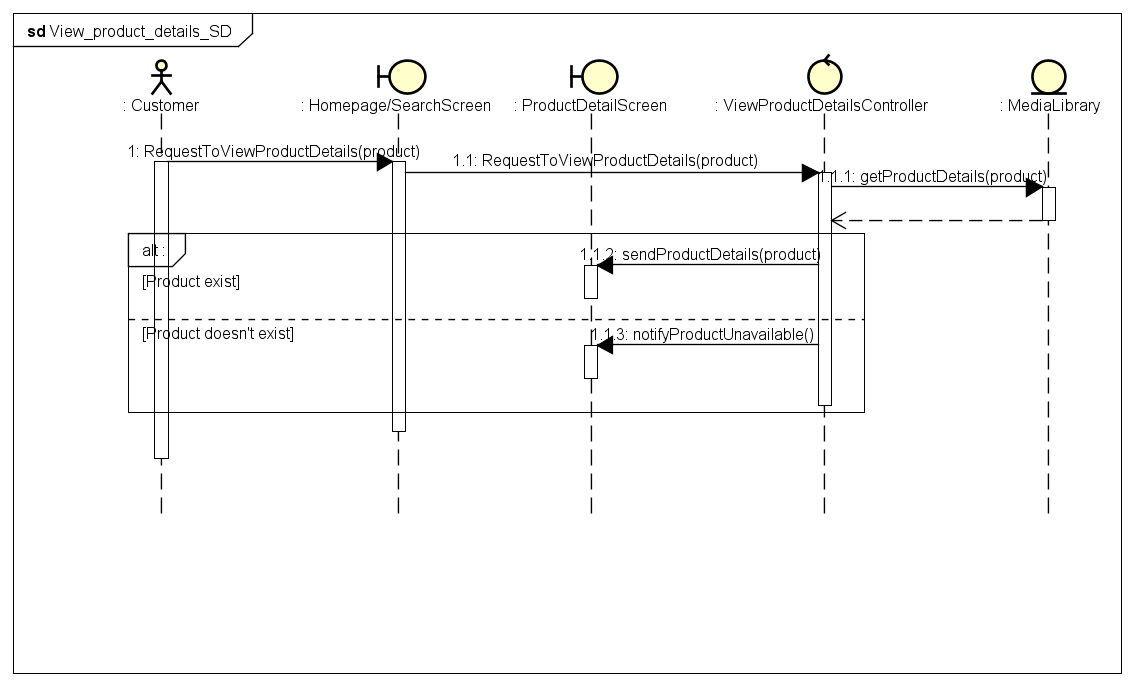 sd View_product_details_SD
: Customer
: Homepage/SearchScreen
: ProductDetailScreen
: ViewProductDetailsController
: MediaLibrary
1: RequestToViewProductDetails(product)
1.1: RequestToViewProductDetails(product)
1.1.1: getProductDetails(product)
alt :
1.1.2: sendProductDetails(product)
[Product exist]
[Product doesn't exist]
1.1.3: notifyProductUnavailable()